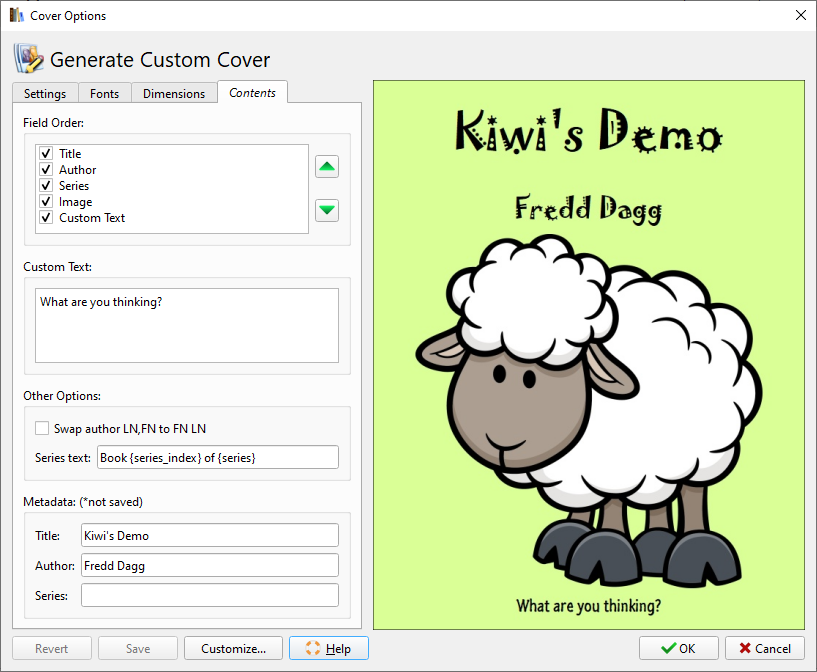 Cover Options
Generate Custom Cover
Settings Fonts Dimensions Contents
Field Order:
Title
Author
Series
Image
Custom Text
Custom Text:
What are you thinking?
Other Options:
Swap author LN,FN to FN LN
Series text: Book {series_index} of {series}
Metadata: (*not saved)
Title: Kiwi's Demo
Author: Fredd Dagg
Series:
Kiwi's Demo
Fredd Dagg
What are you thinking?
Revert Save Customize... Help OK Cancel